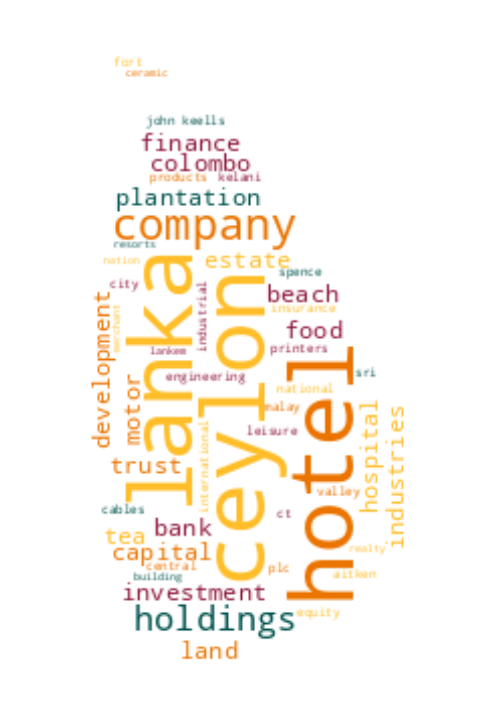 fort
ceramic
john keells
finance
colombo
products
kelani
plantation
company
resorts
lanka
estate
nation
spence
ceylon
city
industrial
beach
insurance
development
merchant
food
hotel
lankem
printers
engineering
sri
motor
national
malay
hospital
industries
international
leisure
trust
valley
cables
ct
bank
tea
capital
realty
central
plc
building
aitken
investment
holdings
equity
land